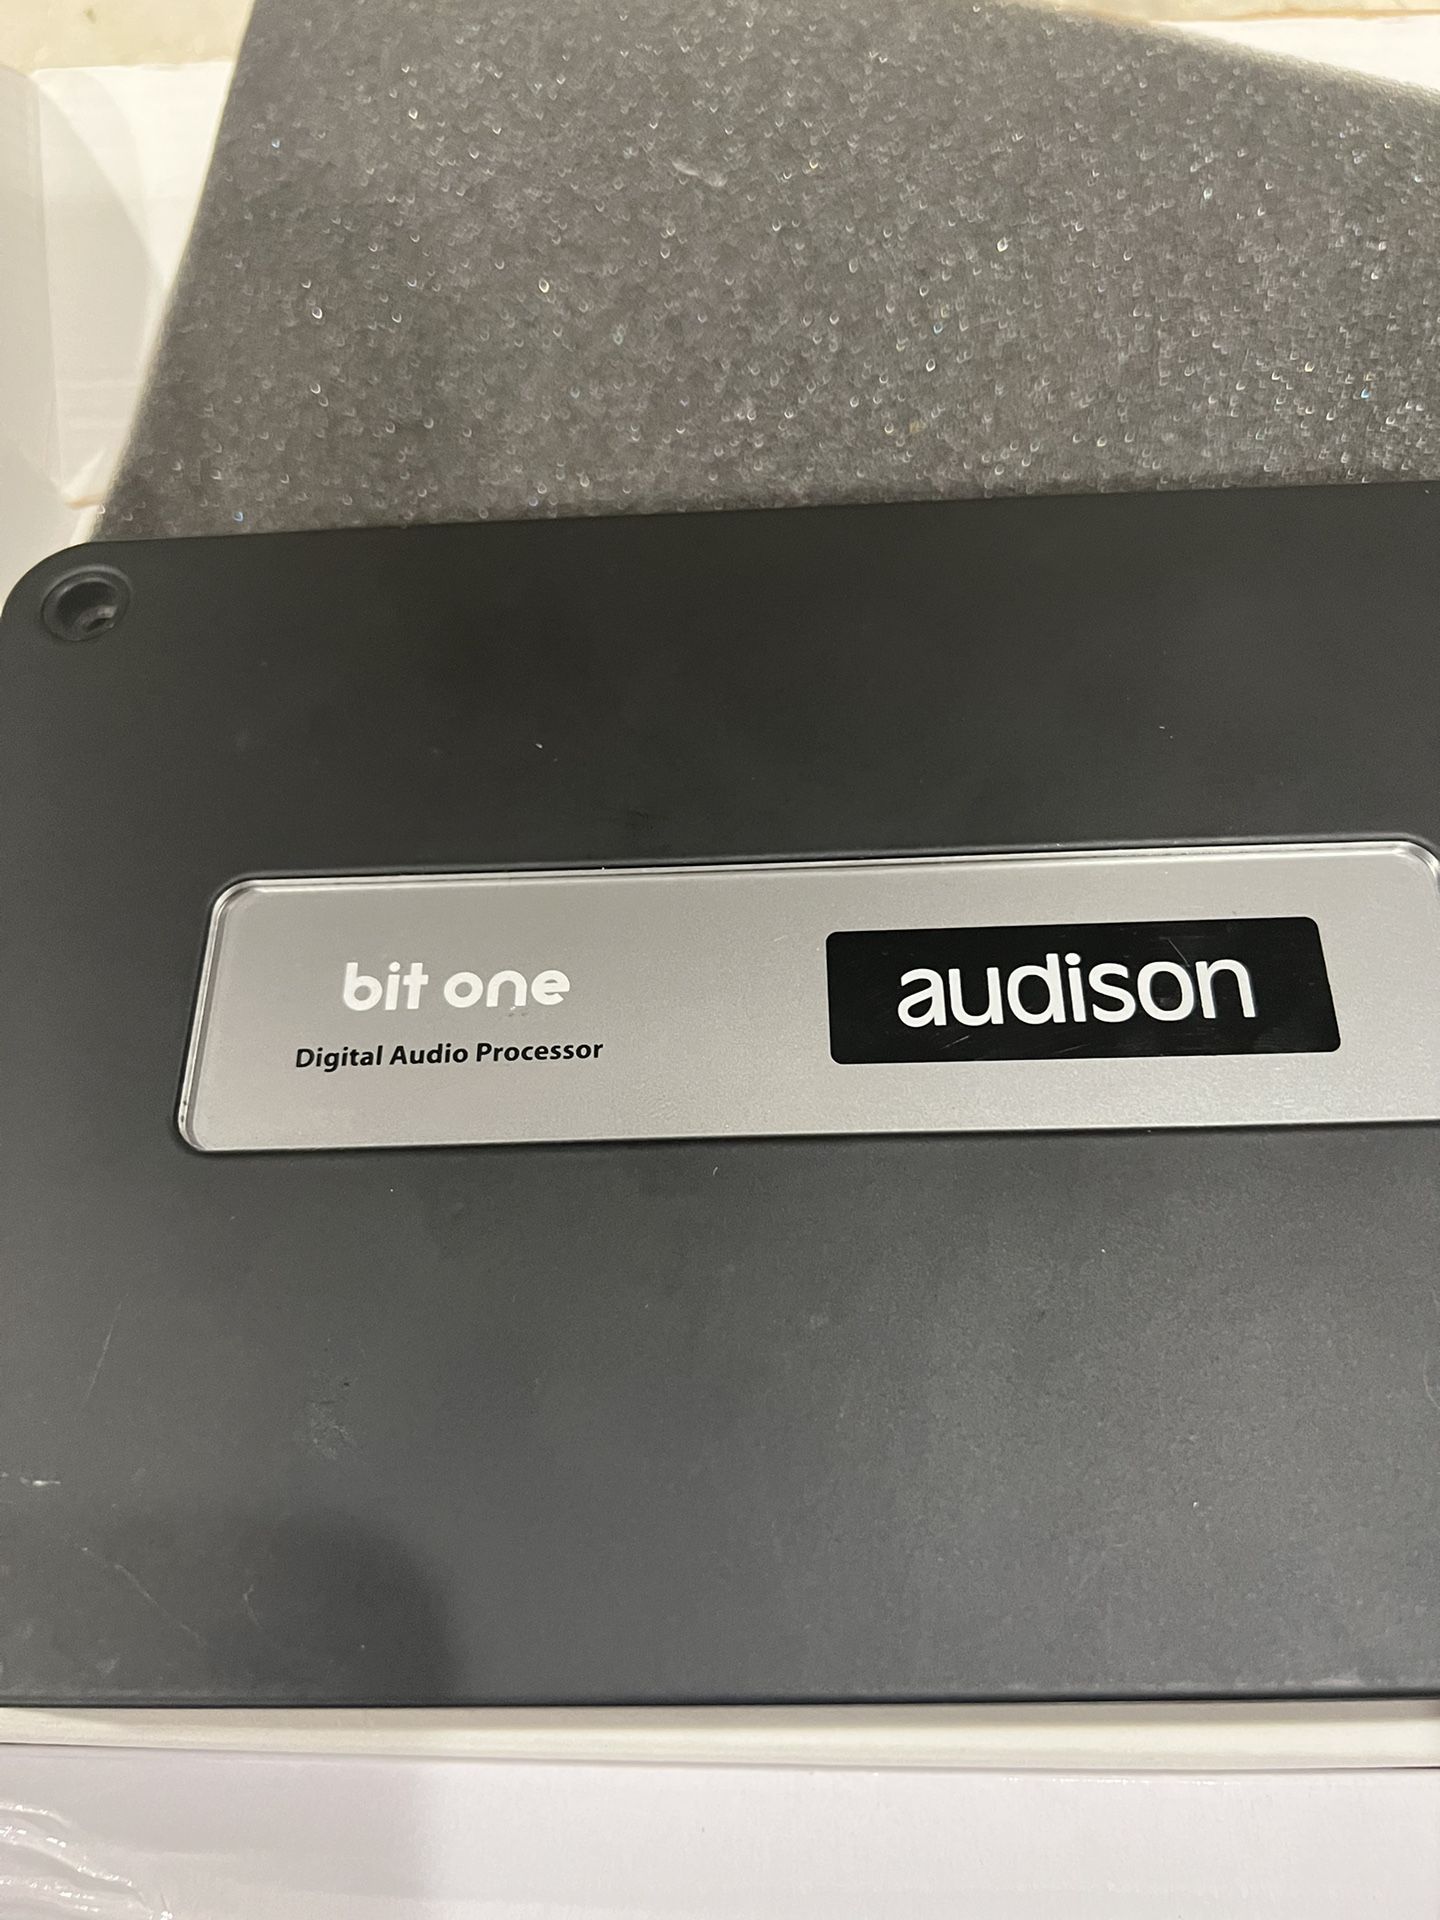 bit one
Digital Audio Processor
audison